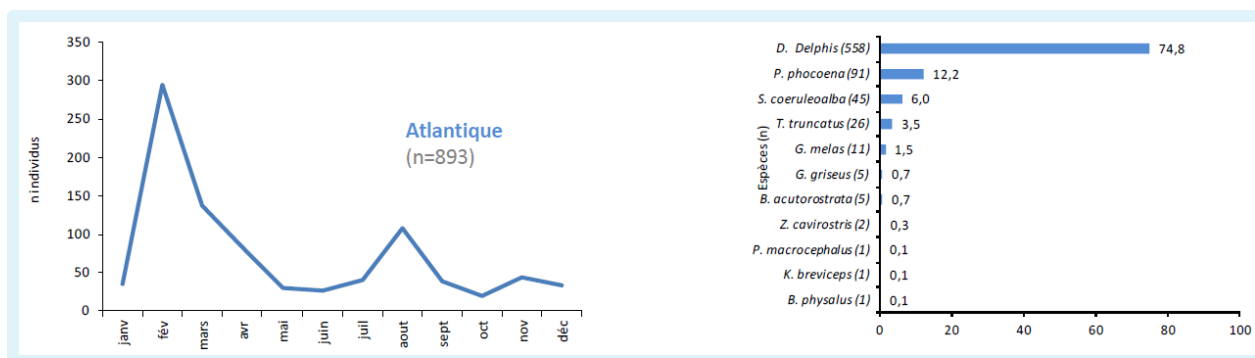 n individus
350
300
250
200
150
100
50
0
Atlantique
(n=893)
janv
fév
mars
avr
mai
juin
juil
aout
sept
oct
nov
déc
Espèces (n)
D. Delphis (558) 74,8
P. phocoena (91) 12,2
S. coeruleoalba (45) 6,0
T. truncatus (26) 3,5
G. melas (11) 1,5
G. griseus (5) 0,7
B. acutorostrata (5) 0,7
Z. cavirostris (2) 0,3
P. macrocephalus (1) 0,1
K. breviceps (1) 0,1
B. physalus (1) 0,1
0 20 40 60 80 100